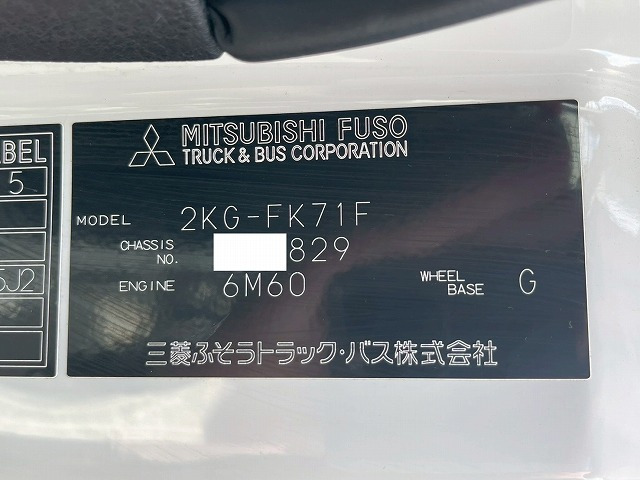 ABEL
5
5J2
MITSUBISHI FUSO
TRUCK & BUS CORPORATION
MODEL 2KG-FK71F
CHASSIS NO. 829
ENGINE 6M60
WHEEL BASE G
三菱ふそうトラック・バス株式会社